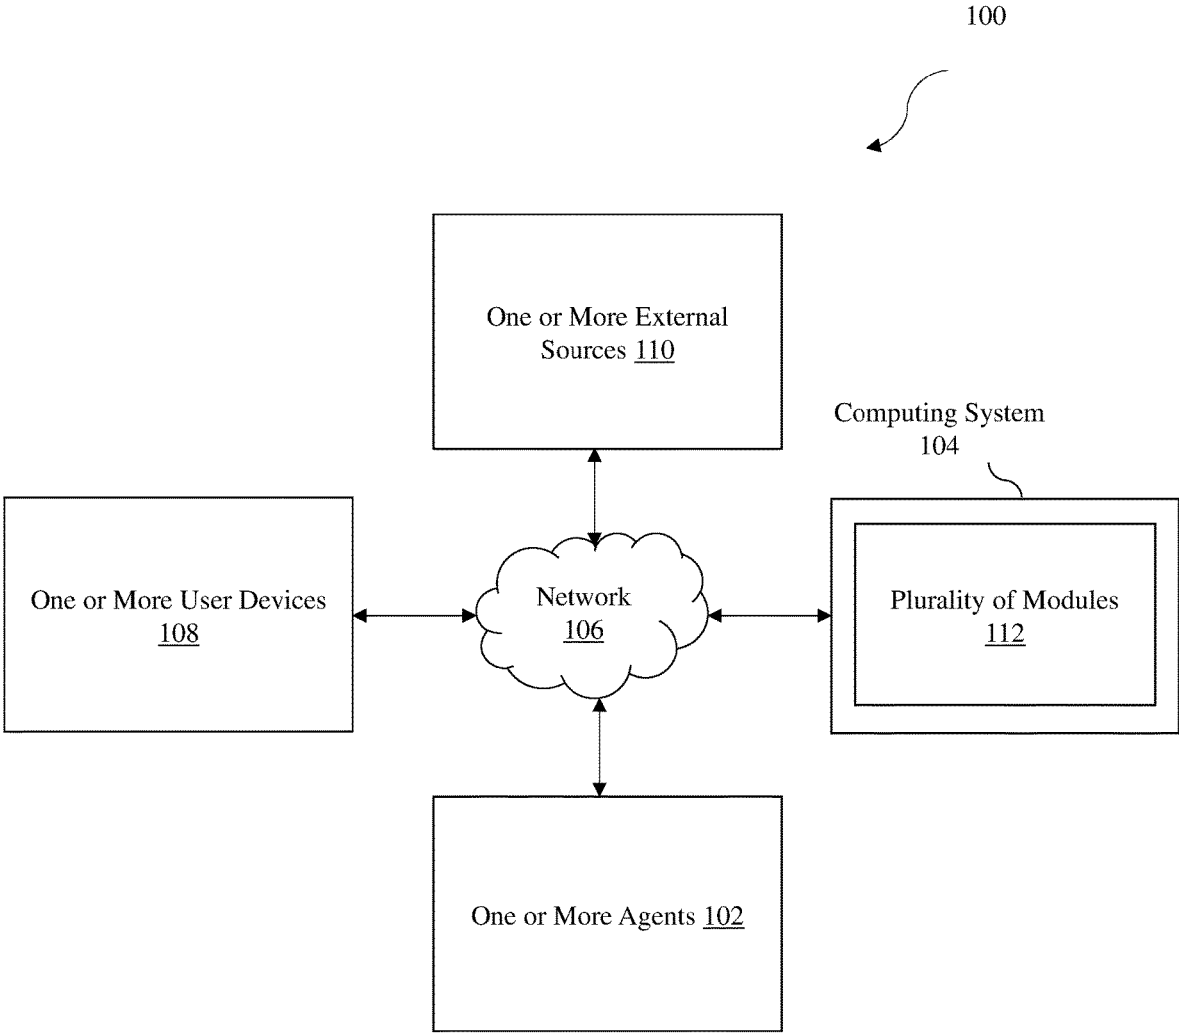 100
One or More External
Sources 110
Computing System
104
One or More User Devices
108
Network
106
Plurality of Modules
112
One or More Agents 102